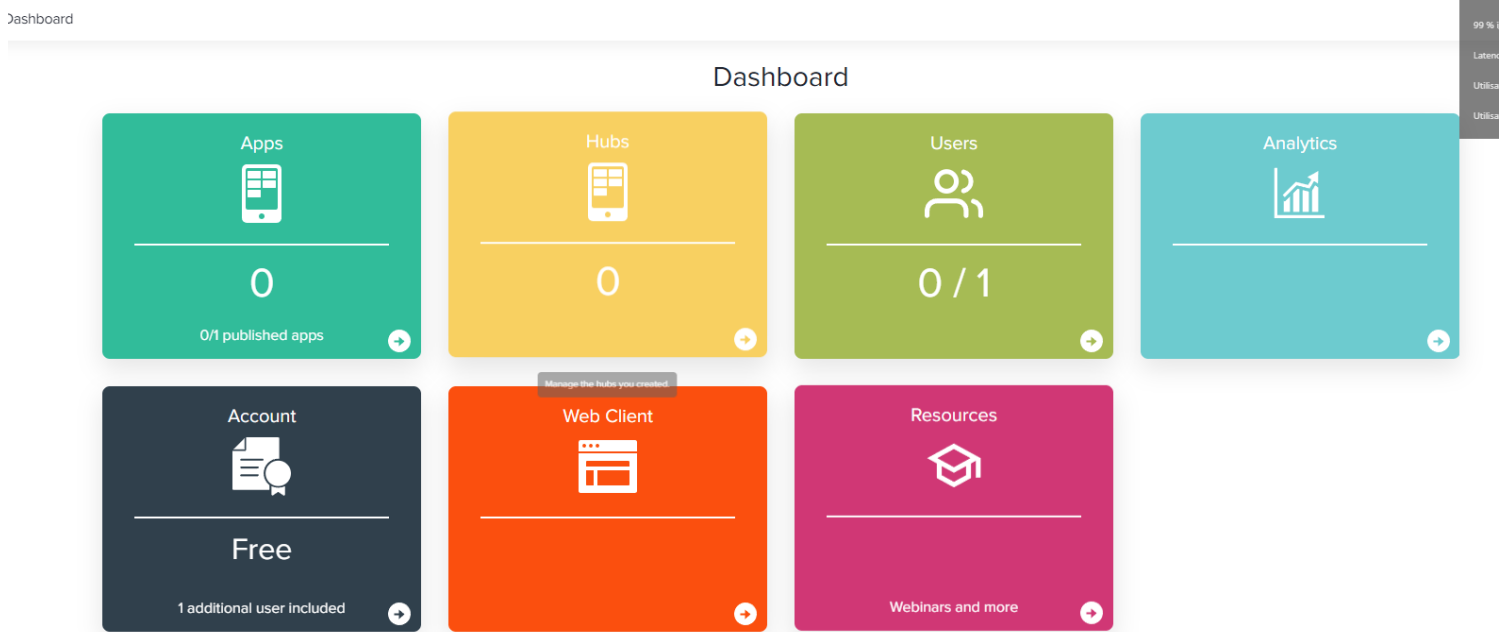 Dashboard
99 %
Dashboard
Apps
0
0/1 published apps
Hubs
0
Users
0 / 1
Analytics
Manage the hubs you created.
Account
Free
1 additional user included
Web Client
Resources
Webinars and more